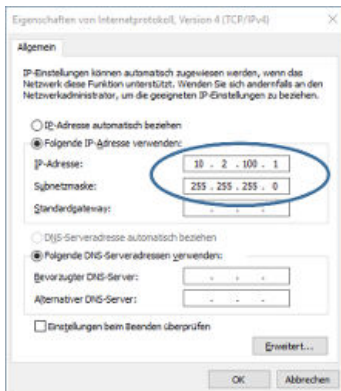 Eigenschaften von Internetprotokoll, Version 4 (TCP/IPv4)
Allgemein
IP-Einstellungen können automatisch zugewiesen werden, wenn das
Netzwerk diese Funktion unterstützt. Wenden Sie sich andernfalls an den
Netzwerkadministrator, um die geeigneten IP-Einstellungen zu beziehen.
IP-Adresse automatisch beziehen
Folgende IP-Adresse verwenden:
IP-Adresse: 10 . 2 . 100 . 1
Subnetzmaske: 255 . 255 . 255 . 0
Standardgateway: . . .
DNS-Serveradresse automatisch beziehen
Folgende DNS-Serveradressen verwenden:
Bevorzugter DNS-Server: . . .
Alternativer DNS-Server: . . .
Einstellungen beim Beenden überprüfen
Erweitert...
OK Abbrechen